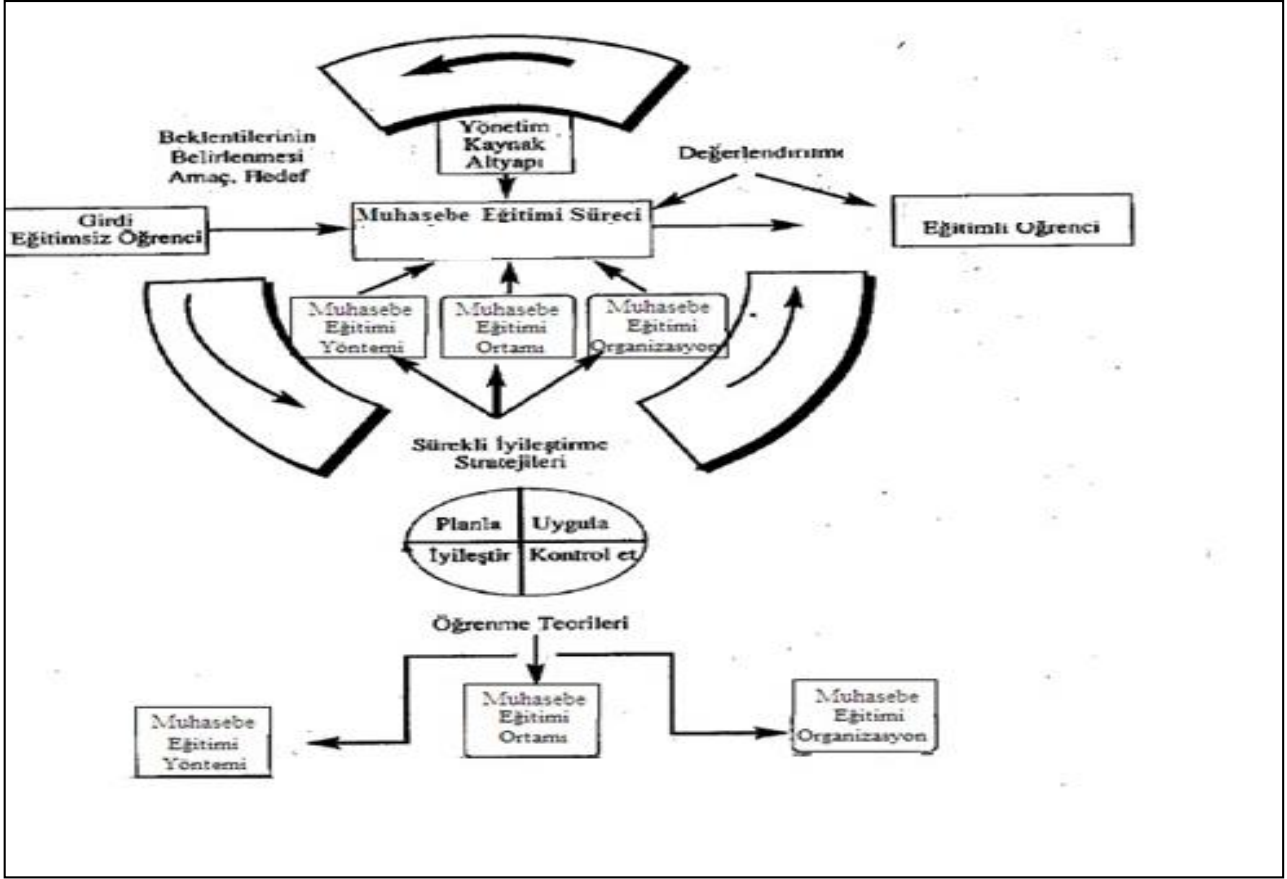 Yönetim
Kaynak
Altyapı
Beklentilerinin
Belirlenmesi
Amaç, Hedef
Değerlendirme
Girdi
Eğitimsiz Öğrenci
Muhasebe Eğitimi Süreci
Eğitimli Öğrenci
Muhasebe
Eğitimi
Yöntemi
Muhasebe
Eğitimi
Ortamı
Muhasebe
Eğitimi
Organizasyon
Sürekli İyileştirme
Stratejileri
Planla
Uygula
İyileştir
Kontrol et
Öğrenme Teorileri
Muhasebe
Eğitimi
Yöntemi
Muhasebe
Eğitimi
Ortamı
Muhasebe
Eğitimi
Organizasyon